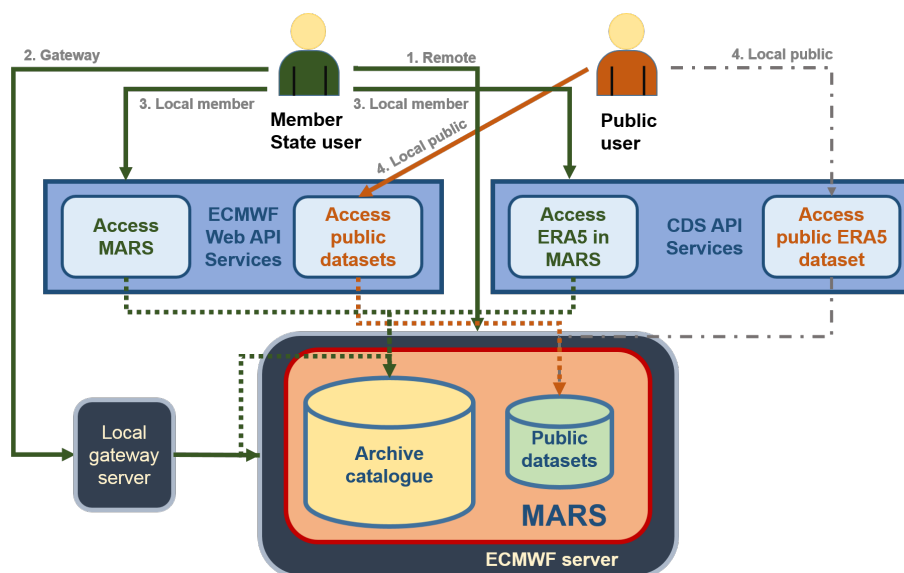 2. Gateway
1. Remote
4. Local public
3. Local member
3. Local member
Member
State user
Public
user
4. Local public
Access
MARS
ECMWF
Web API
Services
Access
public
datasets
Access
ERA5 in
MARS
CDS API
Services
Access
public ERA5
dataset
Local
gateway
server
Archive
catalogue
Public
datasets
MARS
ECMWF server